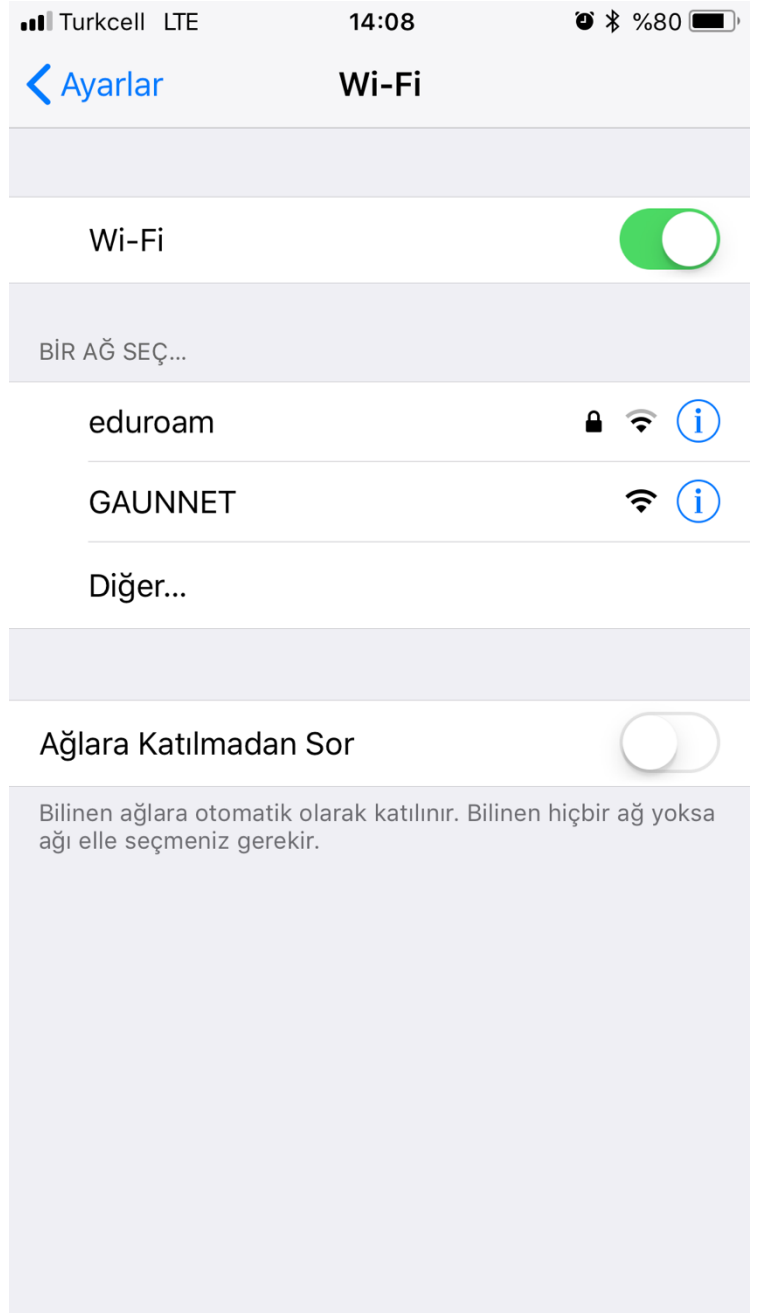 Turkcell LTE 14:08 %80
Ayarlar Wi-Fi
Wi-Fi
BİR AĞ SEÇ...
eduroam
GAUNNET
Diğer...
Ağlara Katılmadan Sor
Bilinen ağlara otomatik olarak katılınır. Bilinen hiçbir ağ yoksa
ağı elle seçmeniz gerekir.